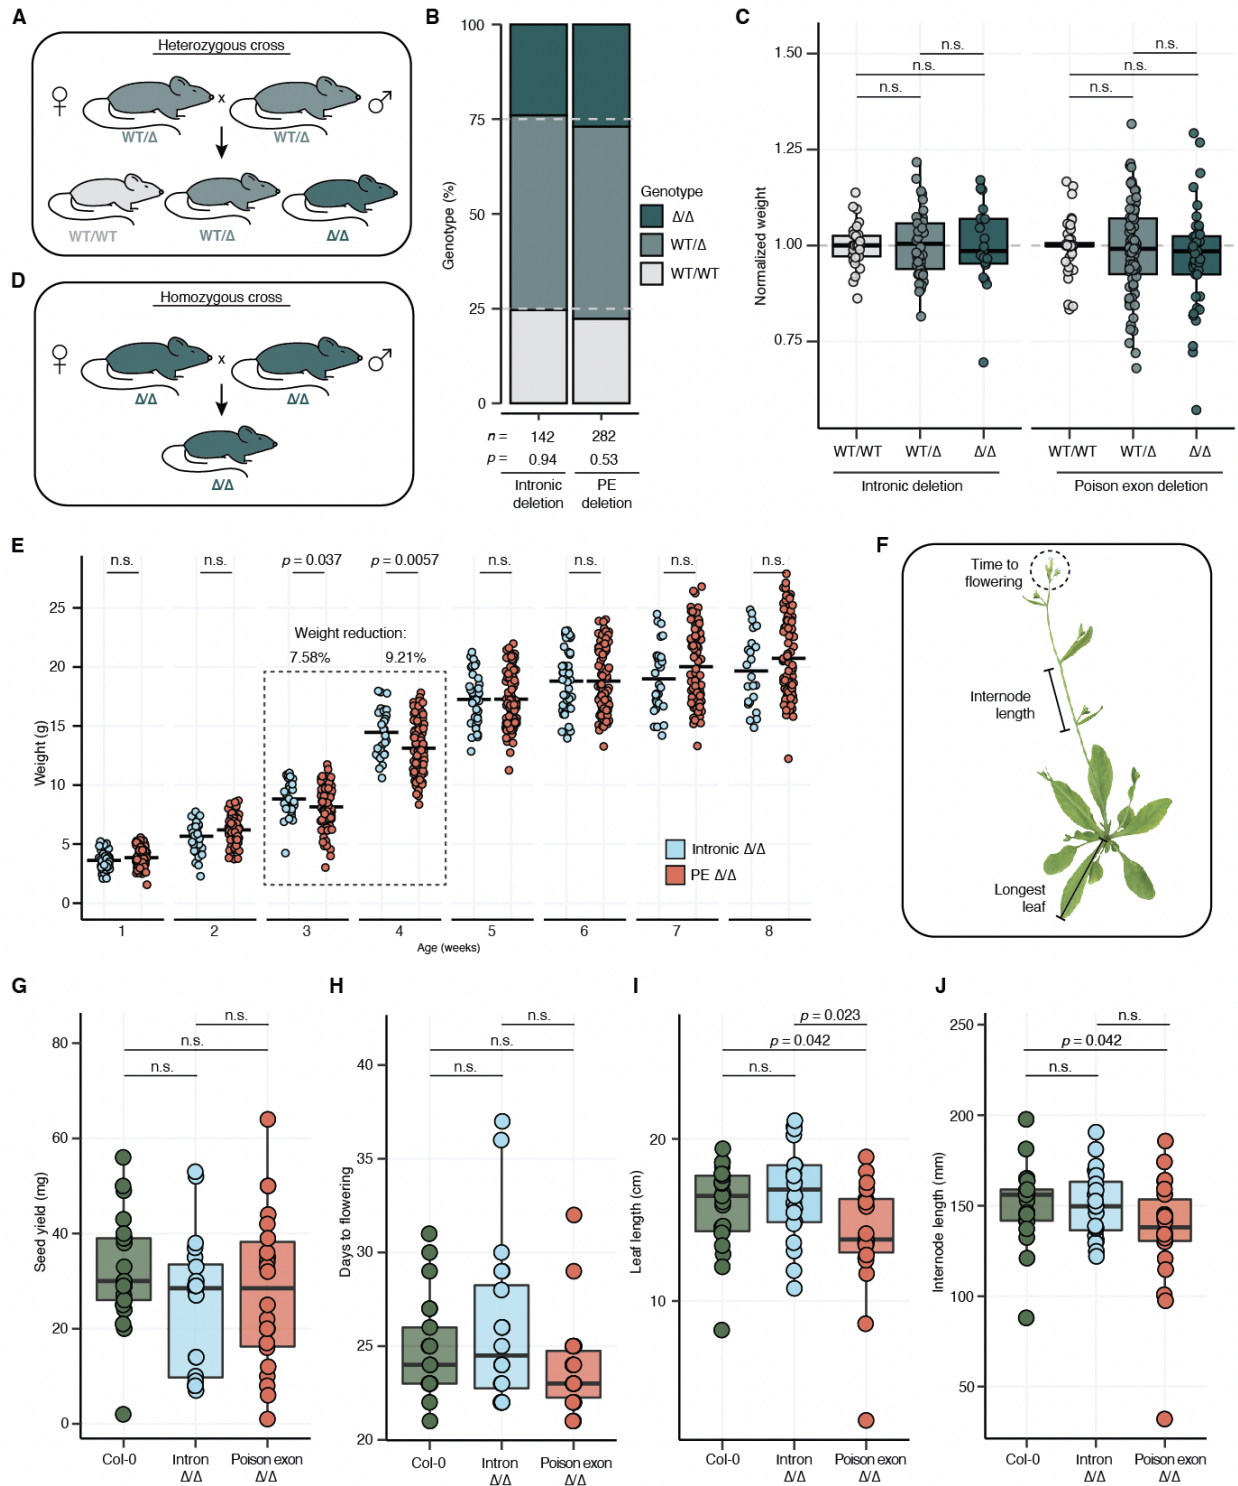 A
Heterozygous cross
♀
x
♂
WT/Δ
WT/Δ
WT/WT
WT/Δ
Δ/Δ
D
Homozygous cross
♀
x
♂
Δ/Δ
Δ/Δ
Δ/Δ
B
Genotype (%)
100
75
50
25
0
n = 142 282
p = 0.94 0.53
Intronic
deletion
PE
deletion
Genotype
Δ/Δ
WT/Δ
WT/WT
C
Normalized weight
1.50
1.25
1.00
0.75
n.s.
n.s.
n.s.
n.s.
n.s.
n.s.
WT/WT WT/Δ Δ/Δ
WT/WT WT/Δ Δ/Δ
Intronic deletion
Poison exon deletion
E
Weight (g)
25
20
15
10
5
0
n.s.
n.s.
p = 0.037
p = 0.0057
n.s.
n.s.
n.s.
n.s.
Weight reduction:
7.58% 9.21%
Intronic Δ/Δ
PE Δ/Δ
1 2 3 4 5 6 7 8
Age (weeks)
F
Time to
flowering
Internode
length
Longest
leaf
G
Seed yield (mg)
80
60
40
20
0
n.s.
n.s.
n.s.
Col-0
Intron
Δ/Δ
Poison exon
Δ/Δ
H
Days to flowering
40
35
30
25
20
n.s.
n.s.
n.s.
Col-0
Intron
Δ/Δ
Poison exon
Δ/Δ
I
Leaf length (cm)
20
10
p = 0.023
p = 0.042
n.s.
Col-0
Intron
Δ/Δ
Poison exon
Δ/Δ
J
Internode length (mm)
250
200
150
100
50
n.s.
p = 0.042
n.s.
Col-0
Intron
Δ/Δ
Poison exon
Δ/Δ